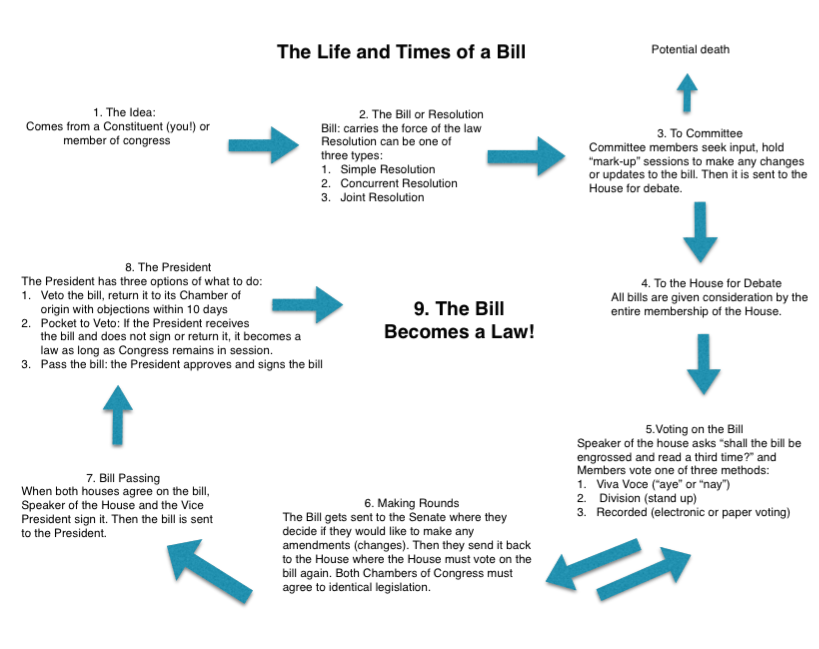 The Life and Times of a Bill
Potential death
1. The Idea:
Comes from a Constituent (you!) or
member of congress
2. The Bill or Resolution
Bill: carries the force of the law
Resolution can be one of
three types:
1. Simple Resolution
2. Concurrent Resolution
3. Joint Resolution
3. To Committee
Committee members seek input, hold
“mark-up” sessions to make any changes
or updates to the bill. Then it is sent to the
House for debate.
4. To the House for Debate
All bills are given consideration by the
entire membership of the House.
5.Voting on the Bill
Speaker of the house asks “shall the bill be
engrossed and read a third time?” and
Members vote one of three methods:
1. Viva Voce (“aye” or “nay”)
2. Division (stand up)
3. Recorded (electronic or paper voting)
6. Making Rounds
The Bill gets sent to the Senate where they
decide if they would like to make any
amendments (changes). Then they send it back
to the House where the House must vote on the
bill again. Both Chambers of Congress must
agree to identical legislation.
7. Bill Passing
When both houses agree on the bill,
Speaker of the House and the Vice
President sign it. Then the bill is sent
to the President.
8. The President
The President has three options of what to do:
1. Veto the bill, return it to its Chamber of
origin with objections within 10 days
2. Pocket to Veto: If the President receives
the bill and does not sign or return it, it becomes a
law as long as Congress remains in session.
3. Pass the bill: the President approves and signs the bill
9. The Bill
Becomes a Law!